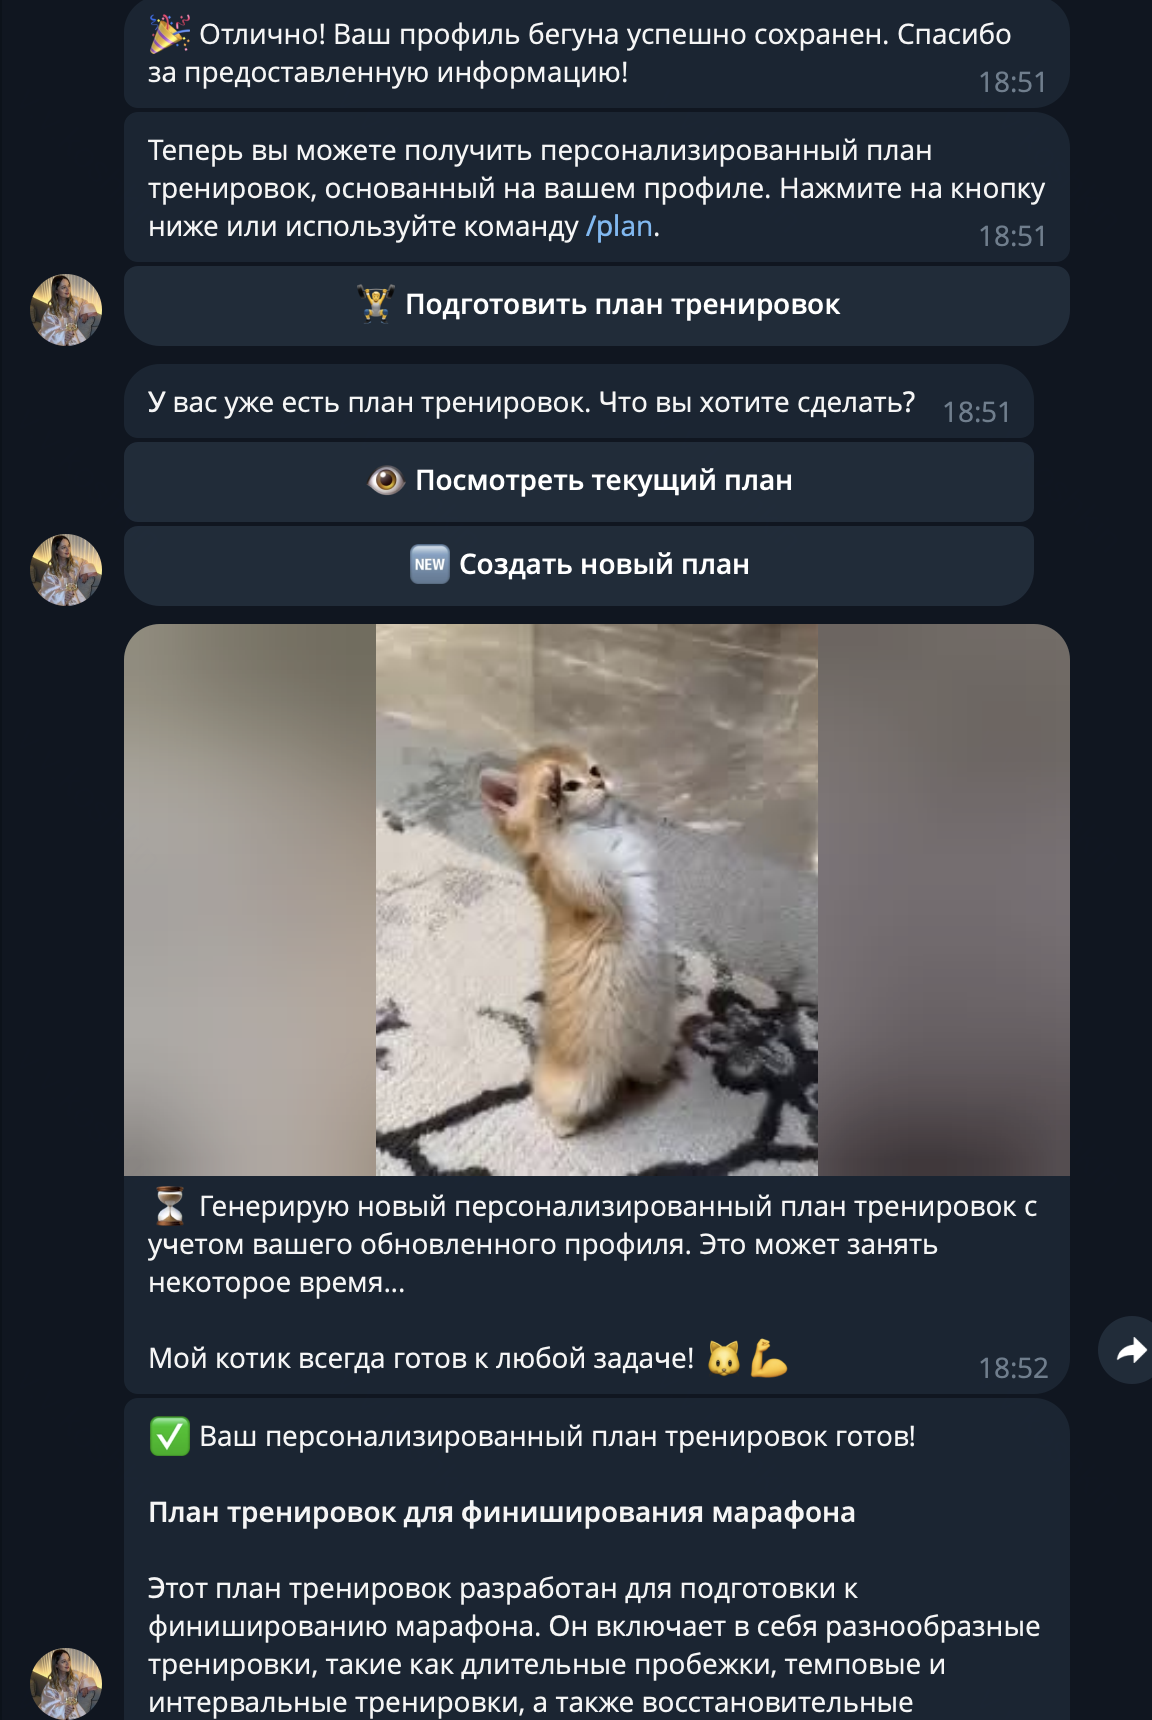 🎉 Отлично! Ваш профиль бегуна успешно сохранен. Спасибо
за предоставленную информацию!
18:51
Теперь вы можете получить персонализированный план
тренировок, основанный на вашем профиле. Нажмите на кнопку
ниже или используйте команду /plan.
18:51
🏋️ Подготовить план тренировок
У вас уже есть план тренировок. Что вы хотите сделать? 18:51
👁️ Посмотреть текущий план
🆕 Создать новый план
⏳ Генерирую новый персонализированный план тренировок с
учетом вашего обновленного профиля. Это может занять
некоторое время...
Мой котик всегда готов к любой задаче! 🐱💪
18:52
✅ Ваш персонализированный план тренировок готов!
План тренировок для финиширования марафона
Этот план тренировок разработан для подготовки к
финишированию марафона. Он включает в себя разнообразные
тренировки, такие как длительные пробежки, темповые и
интервальные тренировки, а также восстановительные